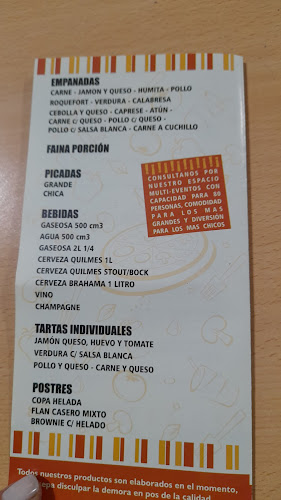 EMPANADAS
CARNE - JAMON Y QUESO - HUMITA - POLLO
ROQUEFORT - VERDURA - CALABRESA
CEBOLLA Y QUESO - CAPRESE - ATÚN -
CARNE C/ QUESO - POLLO C/ QUESO -
POLLO C/ SALSA BLANCA - CARNE A CUCHILLO
FAINA PORCIÓN
PICADAS
GRANDE
CHICA
CONSULTANOS POR
NUESTRO ESPACIO
MULTI-EVENTOS CON
CAPACIDAD PARA 80
PERSONAS, COMODIDAD
PARA LOS MAS
GRANDES Y DIVERSIÓN
PARA LOS MAS CHICOS
BEBIDAS
GASEOSA 500 cm3
AGUA 500 cm3
GASEOSA 2L 1/4
CERVEZA QUILMES 1L
CERVEZA QUILMES STOUT/BOCK
CERVEZA BRAHAMA 1 LITRO
VINO
CHAMPAGNE
TARTAS INDIVIDUALES
JAMÓN QUESO, HUEVO Y TOMATE
VERDURA C/ SALSA BLANCA
POLLO Y QUESO - CARNE Y QUESO
POSTRES
COPA HELADA
FLAN CASERO MIXTO
BROWNIE C/ HELADO
Todos nuestros productos son elaborados en el momento,
sepa disculpar la demora en pos de la calidad